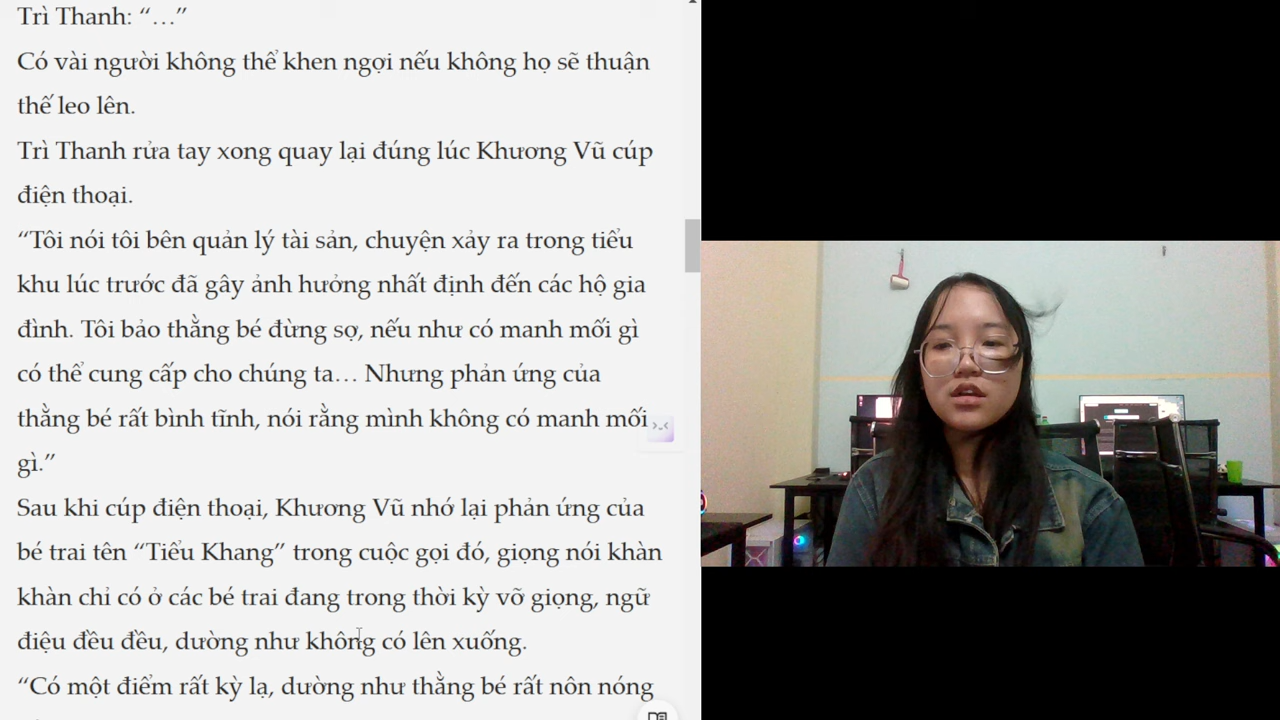 Trì Thanh: “…”
Có vài người không thể khen ngợi nếu không họ sẽ thuận
thế leo lên.
Trì Thanh rửa tay xong quay lại đúng lúc Khương Vũ cúp
điện thoại.
“Tôi nói tôi bên quản lý tài sản, chuyện xảy ra trong tiểu
khu lúc trước đã gây ảnh hưởng nhất định đến các hộ gia
đình. Tôi bảo thằng bé đừng sợ, nếu như có manh mối gì
có thể cung cấp cho chúng ta… Nhưng phản ứng của
thằng bé rất bình tĩnh, nói rằng mình không có manh mối
gì.”
Sau khi cúp điện thoại, Khương Vũ nhớ lại phản ứng của
bé trai tên “Tiểu Khang” trong cuộc gọi đó, giọng nói khàn
khàn chỉ có ở các bé trai đang trong thời kỳ vỡ giọng, ngữ
điệu đều đều, dường như không có lên xuống.
“Có một điểm rất kỳ lạ, dường như thằng bé rất nôn nóng